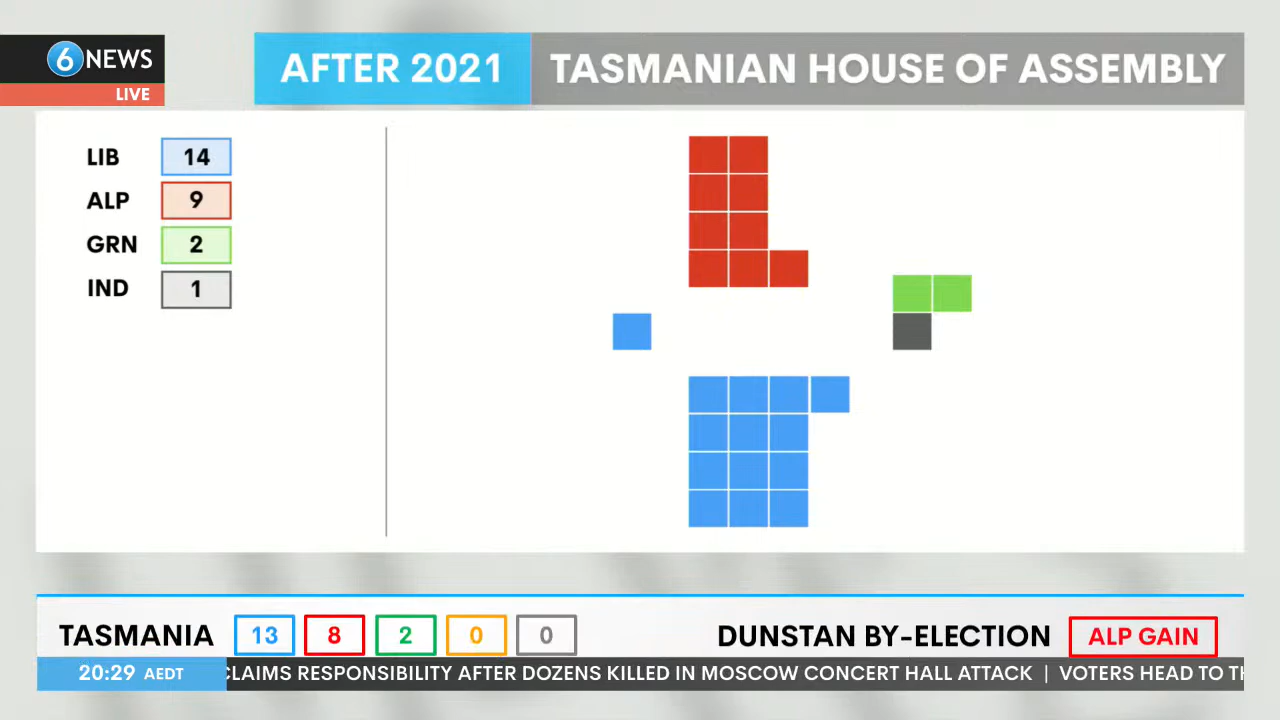 6 NEWS
LIVE
AFTER 2021
TASMANIAN HOUSE OF ASSEMBLY
LIB 14
ALP 9
GRN 2
IND 1
TASMANIA 13 8 2 0 0
DUNSTAN BY-ELECTION ALP GAIN
20:29 AEDT
CLAIMS RESPONSIBILITY AFTER DOZENS KILLED IN MOSCOW CONCERT HALL ATTACK | VOTERS HEAD TO